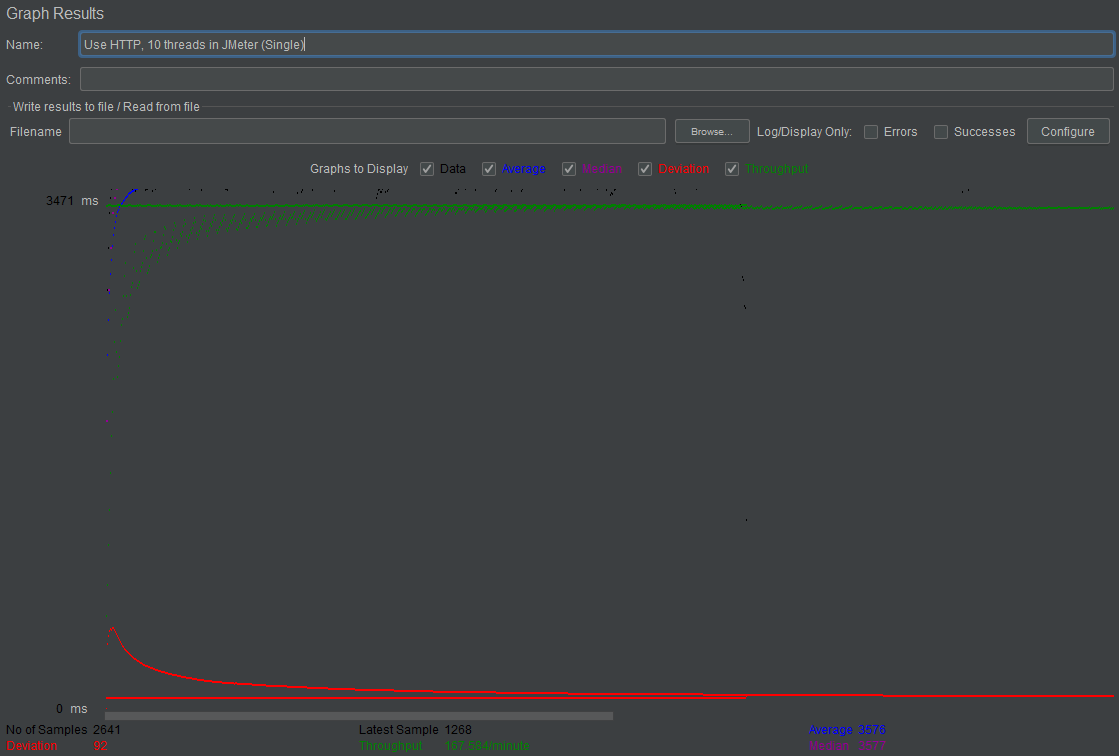 Graph Results
Name: Use HTTP, 10 threads in JMeter (Single)
Comments:
Write results to file / Read from file
Filename Browse... Log/Display Only: Errors Successes Configure
Graphs to Display Data Average Median Deviation Throughput
3471 ms
0 ms
No of Samples 2641 Latest Sample 1268 Average 3576
Deviation 92 Throughput 167.584/minute Median